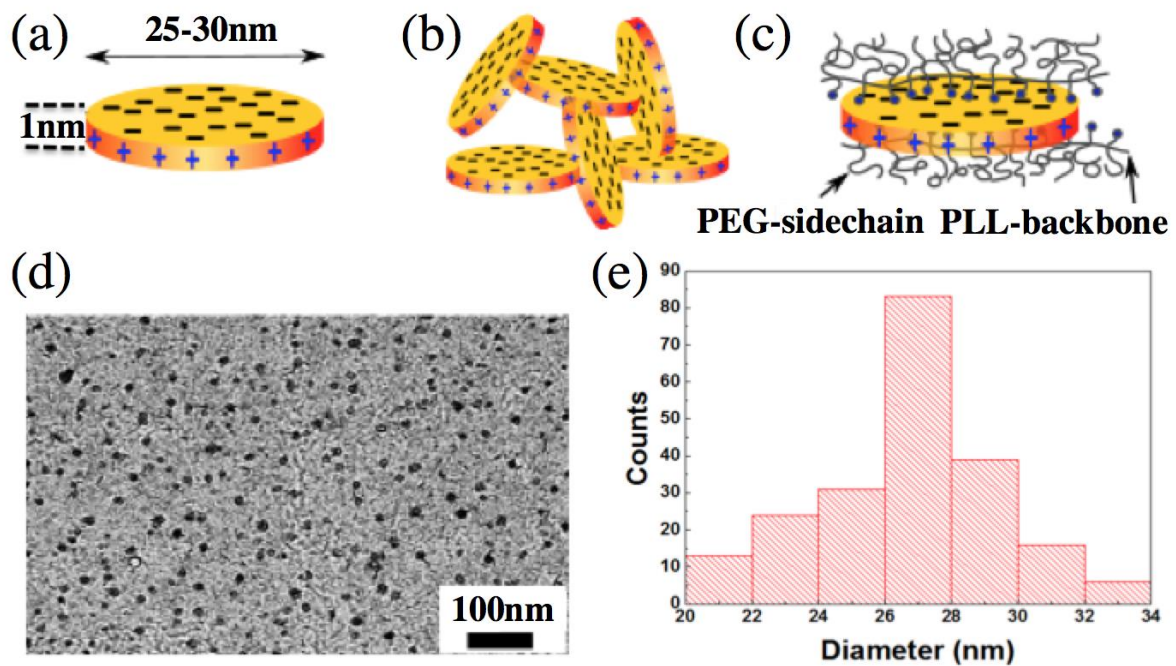 (a)
25-30nm
1nm
(b)
(c)
PEG-sidechain PLL-backbone
(d)
100nm
(e)
90
80
70
60
50
40
30
20
10
0
Counts
20 22 24 26 28 30 32 34
Diameter (nm)